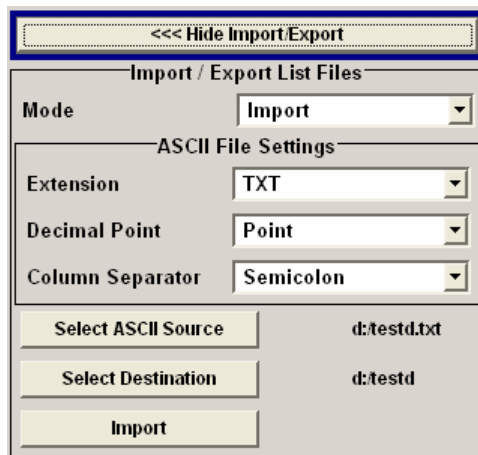 <<< Hide Import/Export
Import / Export List Files
Mode Import
ASCII File Settings
Extension TXT
Decimal Point Point
Column Separator Semicolon
Select ASCII Source d:/testd.txt
Select Destination d:/testd
Import